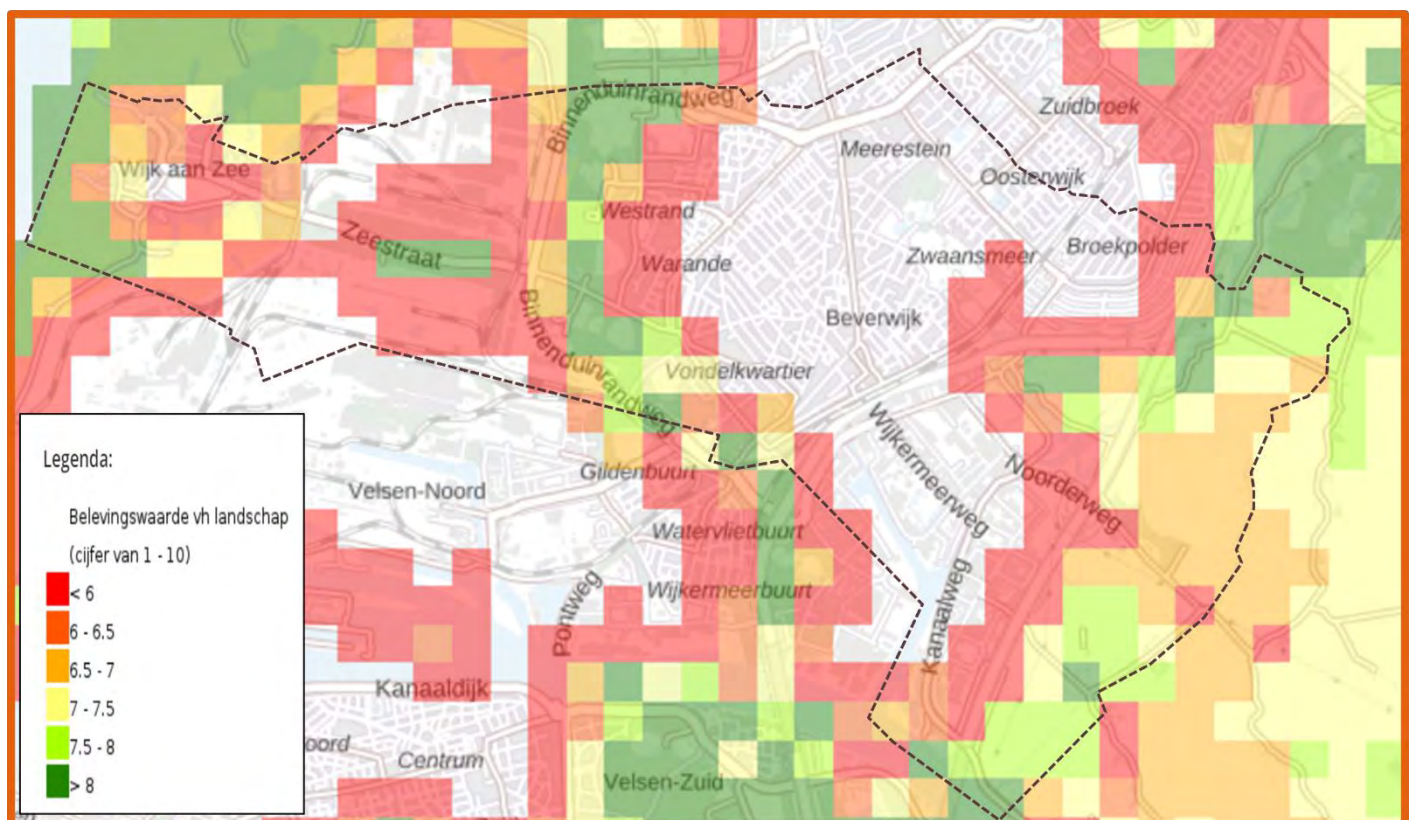 Binnenduinrandweg
Zuidbroek
Meerestein
Wijk aan Zee
Oosterwijk
Binnenduinrandweg
Westrand
Zeestraat
Warande
Zwaansmeer
Broekpolder
Beverwijk
Binnenduinrandweg
Vondelkwartier
Wijkermeerweg
Noorderweg
Gildenbuurt
Velsen-Noord
Watervlietbuurt
Wijkermeerbuurt
Pontweg
Kanaalweg
Kanaaldijk
oord
Centrum
Velsen-Zuid
Legenda:
Belevingswaarde vh landschap
(cijfer van 1 - 10)
< 6
6 - 6.5
6.5 - 7
7 - 7.5
7.5 - 8
> 8